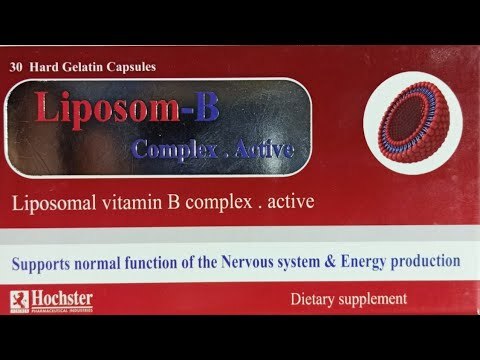 30 Hard Gelatin Capsules
Liposom-B
Complex . Active
Liposomal vitamin B complex . active
Supports normal function of the Nervous system & Energy production
Hochster
PHARMACEUTICAL INDUSTRIES
Dietary supplement